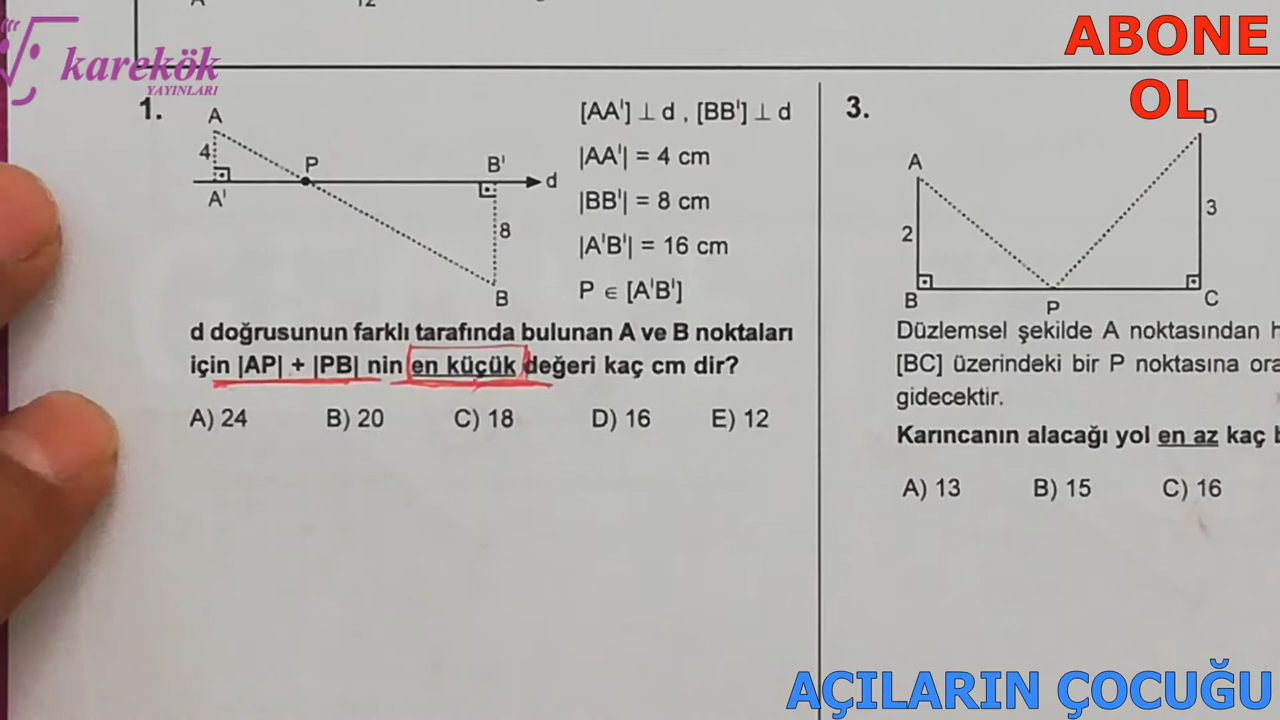 karekök
YAYINLARI
ABONE
OL
12
1.
A
4
P
B'
d
A'
8
B
[AA'] ⊥ d , [BB'] ⊥ d
|AA'| = 4 cm
|BB'| = 8 cm
|A'B'| = 16 cm
P ∈ [A'B']
d doğrusunun farklı tarafında bulunan A ve B noktaları
için |AP| + |PB| nin en küçük değeri kaç cm dir?
A) 24 B) 20 C) 18 D) 16 E) 12
3.
D
A
2
3
B
P
C
Düzlemsel şekilde A noktasından
[BC] üzerindeki bir P noktasına
gidecektir.
Karıncanın alacağı yol en az kaç
A) 13 B) 15 C) 16
AÇILARIN ÇOCUĞU